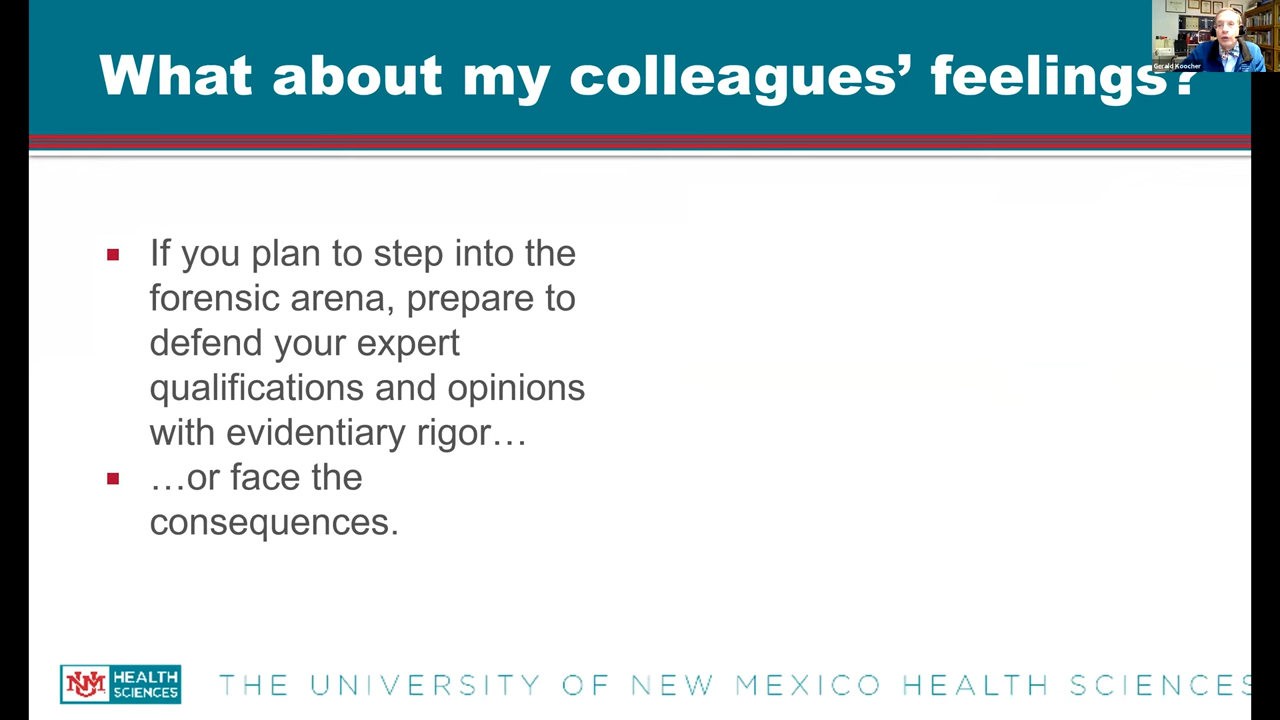 What about my colleagues’ feelings?
Gerald Koocher
If you plan to step into the
forensic arena, prepare to
defend your expert
qualifications and opinions
with evidentiary rigor…
…or face the
consequences.
UNM HEALTH SCIENCES
THE UNIVERSITY OF NEW MEXICO HEALTH SCIENCES